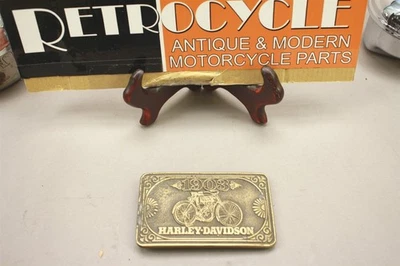 RETROCYCLE
ANTIQUE & MODERN
MOTORCYCLE PARTS
1903
HARLEY-DAVIDSON